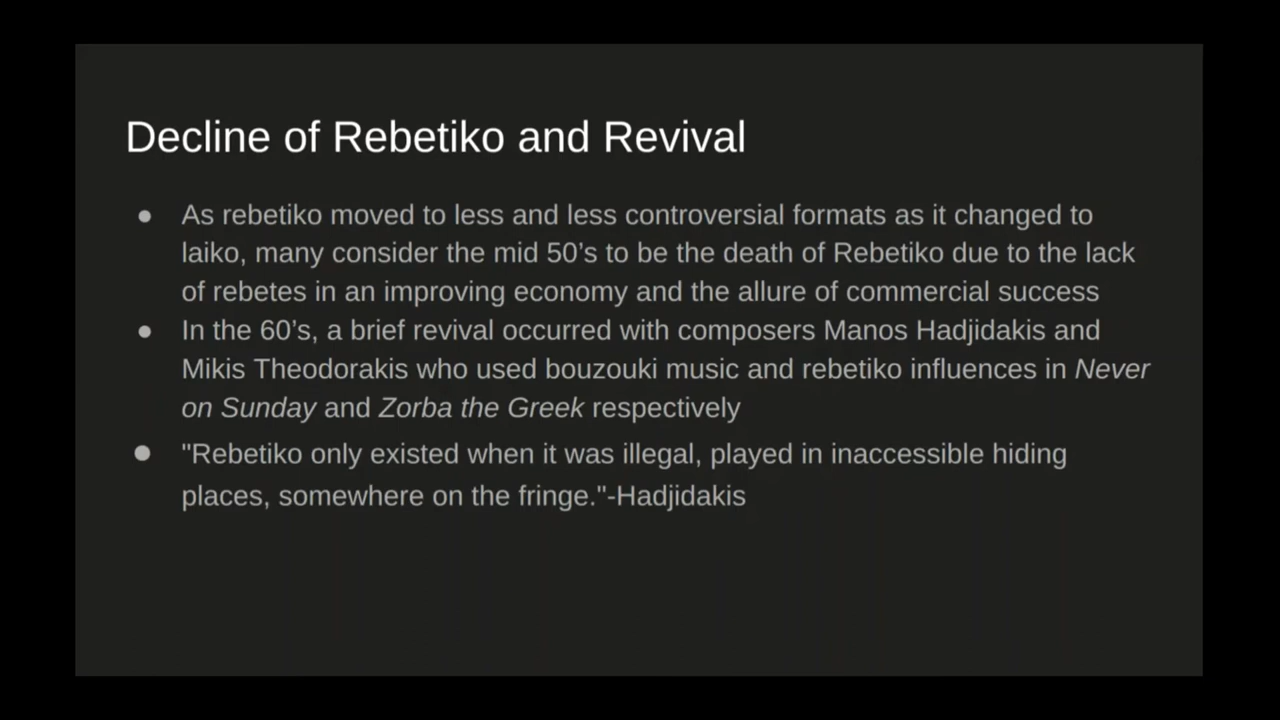 Decline of Rebetiko and Revival
● As rebetiko moved to less and less controversial formats as it changed to
laiko, many consider the mid 50’s to be the death of Rebetiko due to the lack
of rebetes in an improving economy and the allure of commercial success
● In the 60’s, a brief revival occurred with composers Manos Hadjidakis and
Mikis Theodorakis who used bouzouki music and rebetiko influences in Never
on Sunday and Zorba the Greek respectively
● "Rebetiko only existed when it was illegal, played in inaccessible hiding
places, somewhere on the fringe."-Hadjidakis